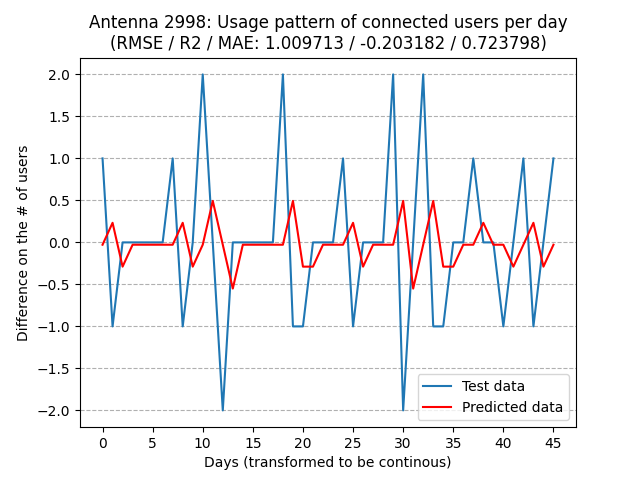 Antenna 2998: Usage pattern of connected users per day
(RMSE / R2 / MAE: 1.009713 / -0.203182 / 0.723798)
2.0
1.5
1.0
0.5
0.0
−0.5
−1.0
−1.5
−2.0
Difference on the # of users
Test data
Predicted data
0 5 10 15 20 25 30 35 40 45
Days (transformed to be continous)